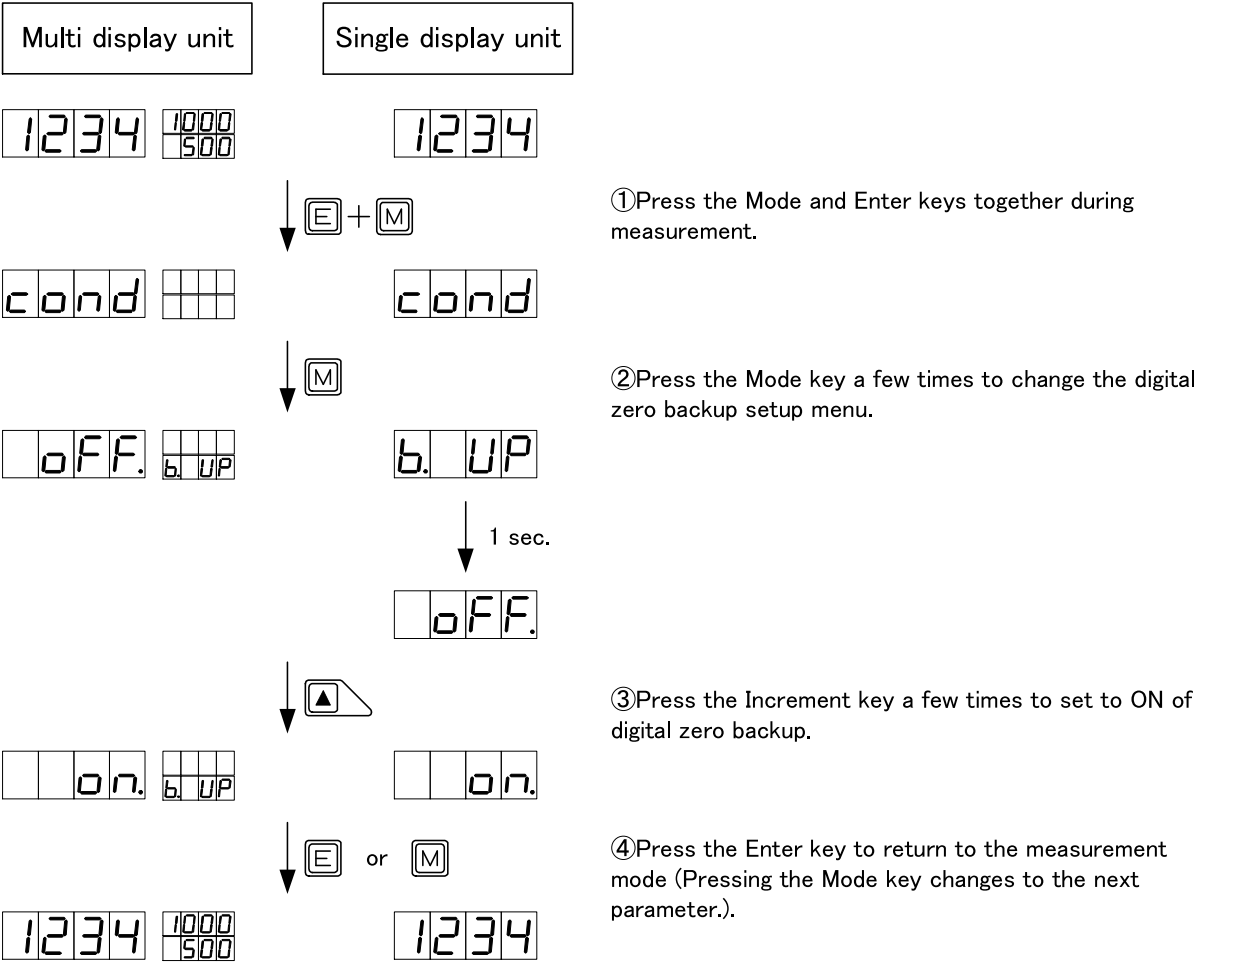 Multi display unit Single display unit
1234 1000 1234
500
E + M ①Press the Mode and Enter keys together during
measurement.
cond cond
M ②Press the Mode key a few times to change the digital
zero backup setup menu.
oFF. b. UP b. UP
1 sec.
oFF.
▲ ③Press the Increment key a few times to set to ON of
digital zero backup.
on. b. UP on.
E or M ④Press the Enter key to return to the measurement
mode (Pressing the Mode key changes to the next
parameter.).
1234 1000 1234
500